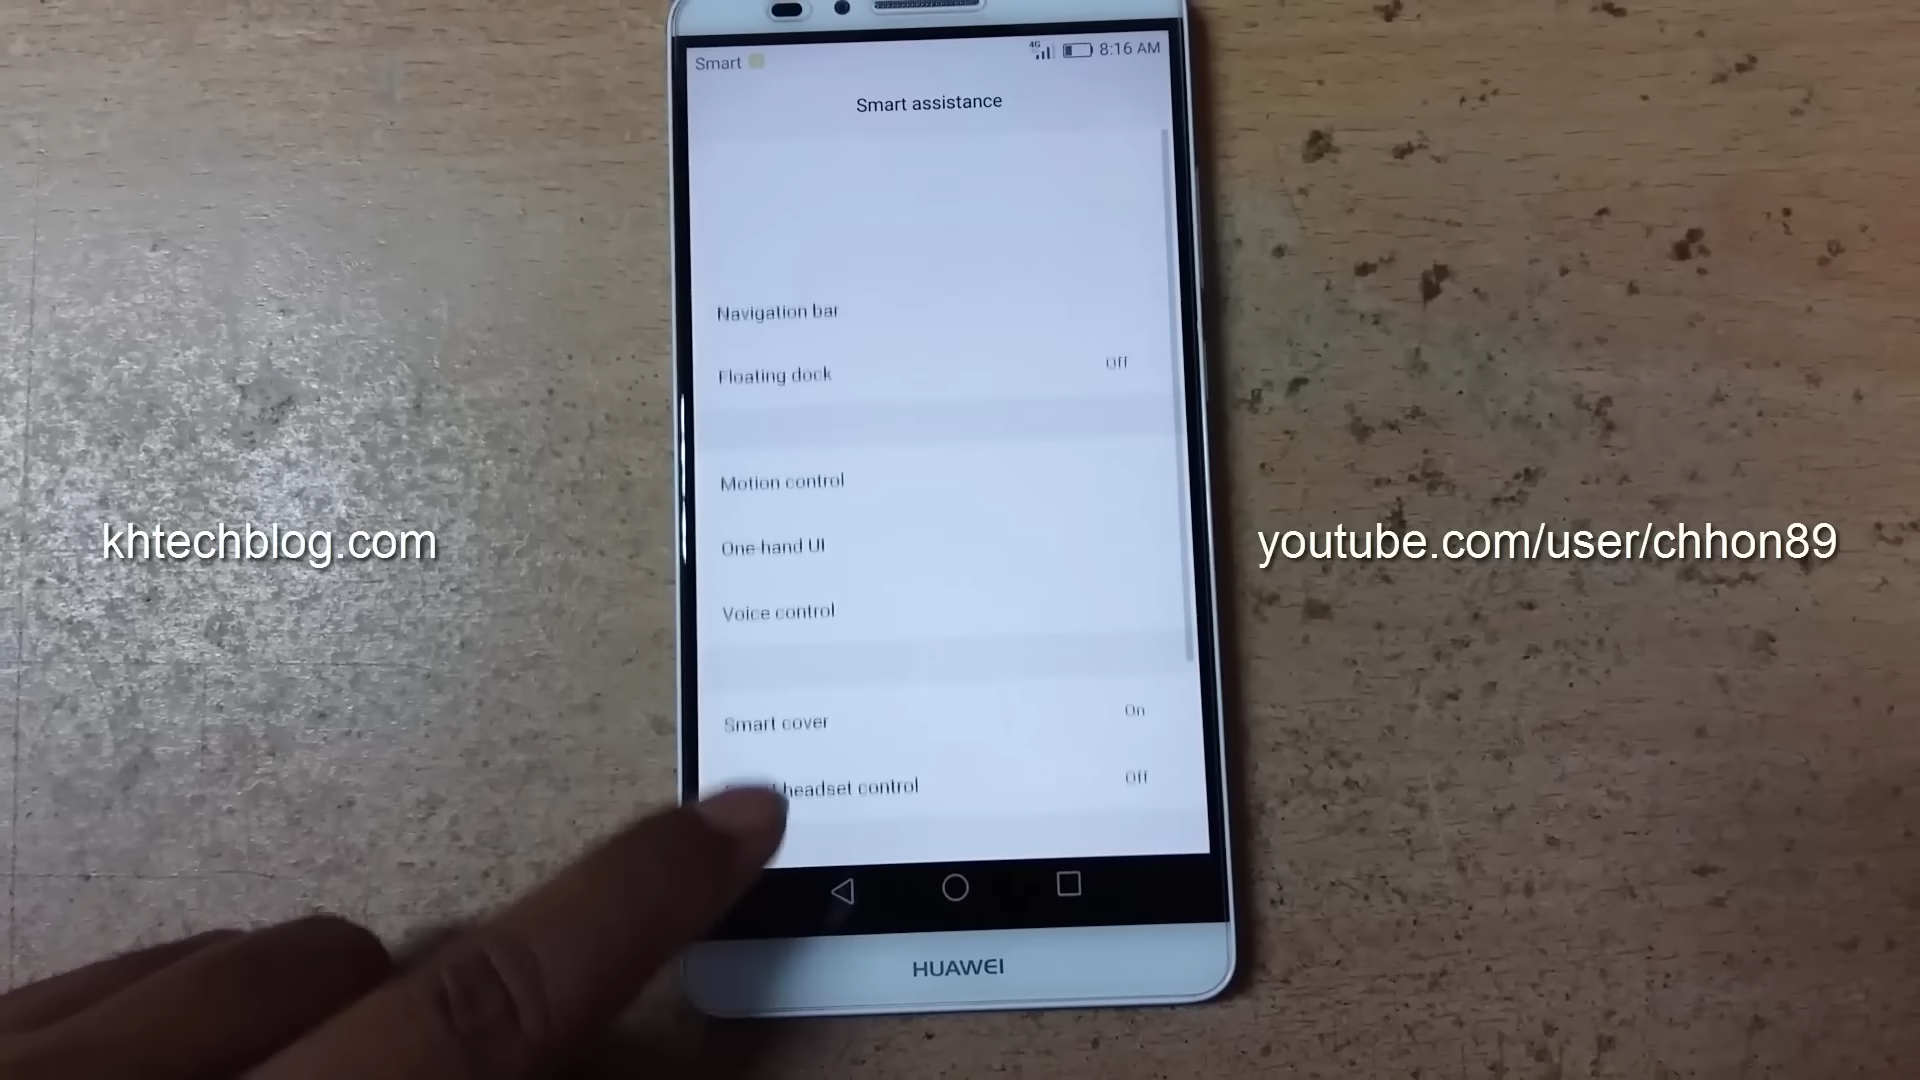 Smart
4G
8:16 AM
Smart assistance
Navigation bar
Floating dock
Off
Motion control
One-hand UI
Voice control
Smart cover
On
headset control
Off
HUAWEI
khtechblog.com
youtube.com/user/chhon89